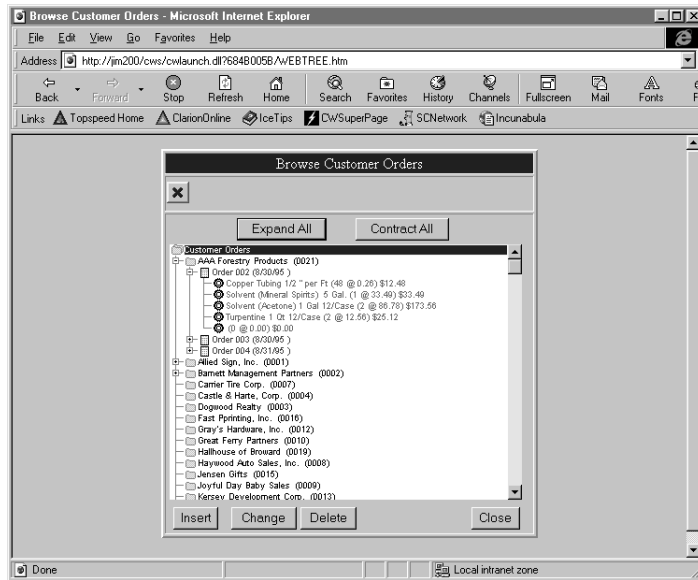 Browse Customer Orders - Microsoft Internet Explorer
File Edit View Go Favorites Help
Address http://jim200/cws/cwlaunch.dll?684B005B/WEBTREE.htm
Back Forward Stop Refresh Home Search Favorites History Channels Fullscreen Mail Fonts
Links Topspeed Home ClarionOnline IceTips CWSuperPage SCNetwork Incunabula
Browse Customer Orders
Expand All Contract All
Customer Orders
AAA Forestry Products (0021)
Order 002 (8/30/95 )
Copper Tubing 1/2 " per Ft (48 @ 0.26) $12.48
Solvent (Mineral Spirits) 5 Gal. (1 @ 33.49) $33.49
Solvent (Acetone) 1 Gal 12/Case (2 @ 86.78) $173.56
Turpentine 1 Qt 12/Case (2 @ 12.56) $25.12
(0 @ 0.00) $0.00
Order 003 (8/30/95 )
Order 004 (8/31/95 )
Allied Sign, Inc. (0001)
Barnett Management Partners (0002)
Carrier Tire Corp. (0007)
Castle & Harte, Corp. (0004)
Dogwood Realty (0003)
Fast Pprinting, Inc. (0016)
Gray's Hardware, Inc. (0012)
Great Ferry Partners (0010)
Hallhouse of Broward (0019)
Haywood Auto Sales, Inc. (0008)
Jensen Gifts (0015)
Joyful Day Baby Sales (0009)
Kersey Development Corp. (0013)
Insert Change Delete Close
Done Local intranet zone